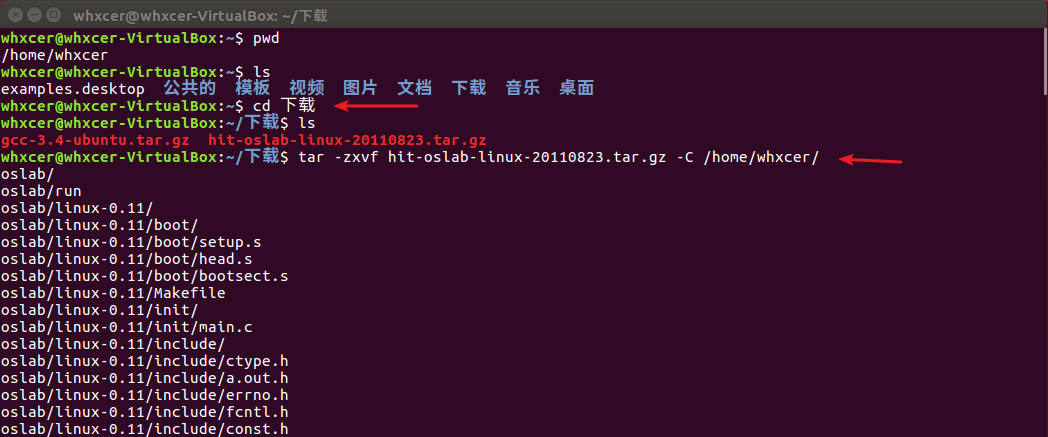 whxcer@whxcer-VirtualBox: ~/下载
whxcer@whxcer-VirtualBox:~$ pwd
/home/whxcer
whxcer@whxcer-VirtualBox:~$ ls
examples.desktop  公共的  模板  视频  图片  文档  下载  音乐  桌面
whxcer@whxcer-VirtualBox:~$ cd 下载
whxcer@whxcer-VirtualBox:~/下载$ ls
gcc-3.4-ubuntu.tar.gz  hit-oslab-linux-20110823.tar.gz
whxcer@whxcer-VirtualBox:~/下载$ tar -zxvf hit-oslab-linux-20110823.tar.gz -C /home/whxcer/
oslab/
oslab/run
oslab/linux-0.11/
oslab/linux-0.11/boot/
oslab/linux-0.11/boot/setup.s
oslab/linux-0.11/boot/head.s
oslab/linux-0.11/boot/bootsect.s
oslab/linux-0.11/Makefile
oslab/linux-0.11/init/
oslab/linux-0.11/init/main.c
oslab/linux-0.11/include/
oslab/linux-0.11/include/ctype.h
oslab/linux-0.11/include/a.out.h
oslab/linux-0.11/include/errno.h
oslab/linux-0.11/include/fcntl.h
oslab/linux-0.11/include/const.h